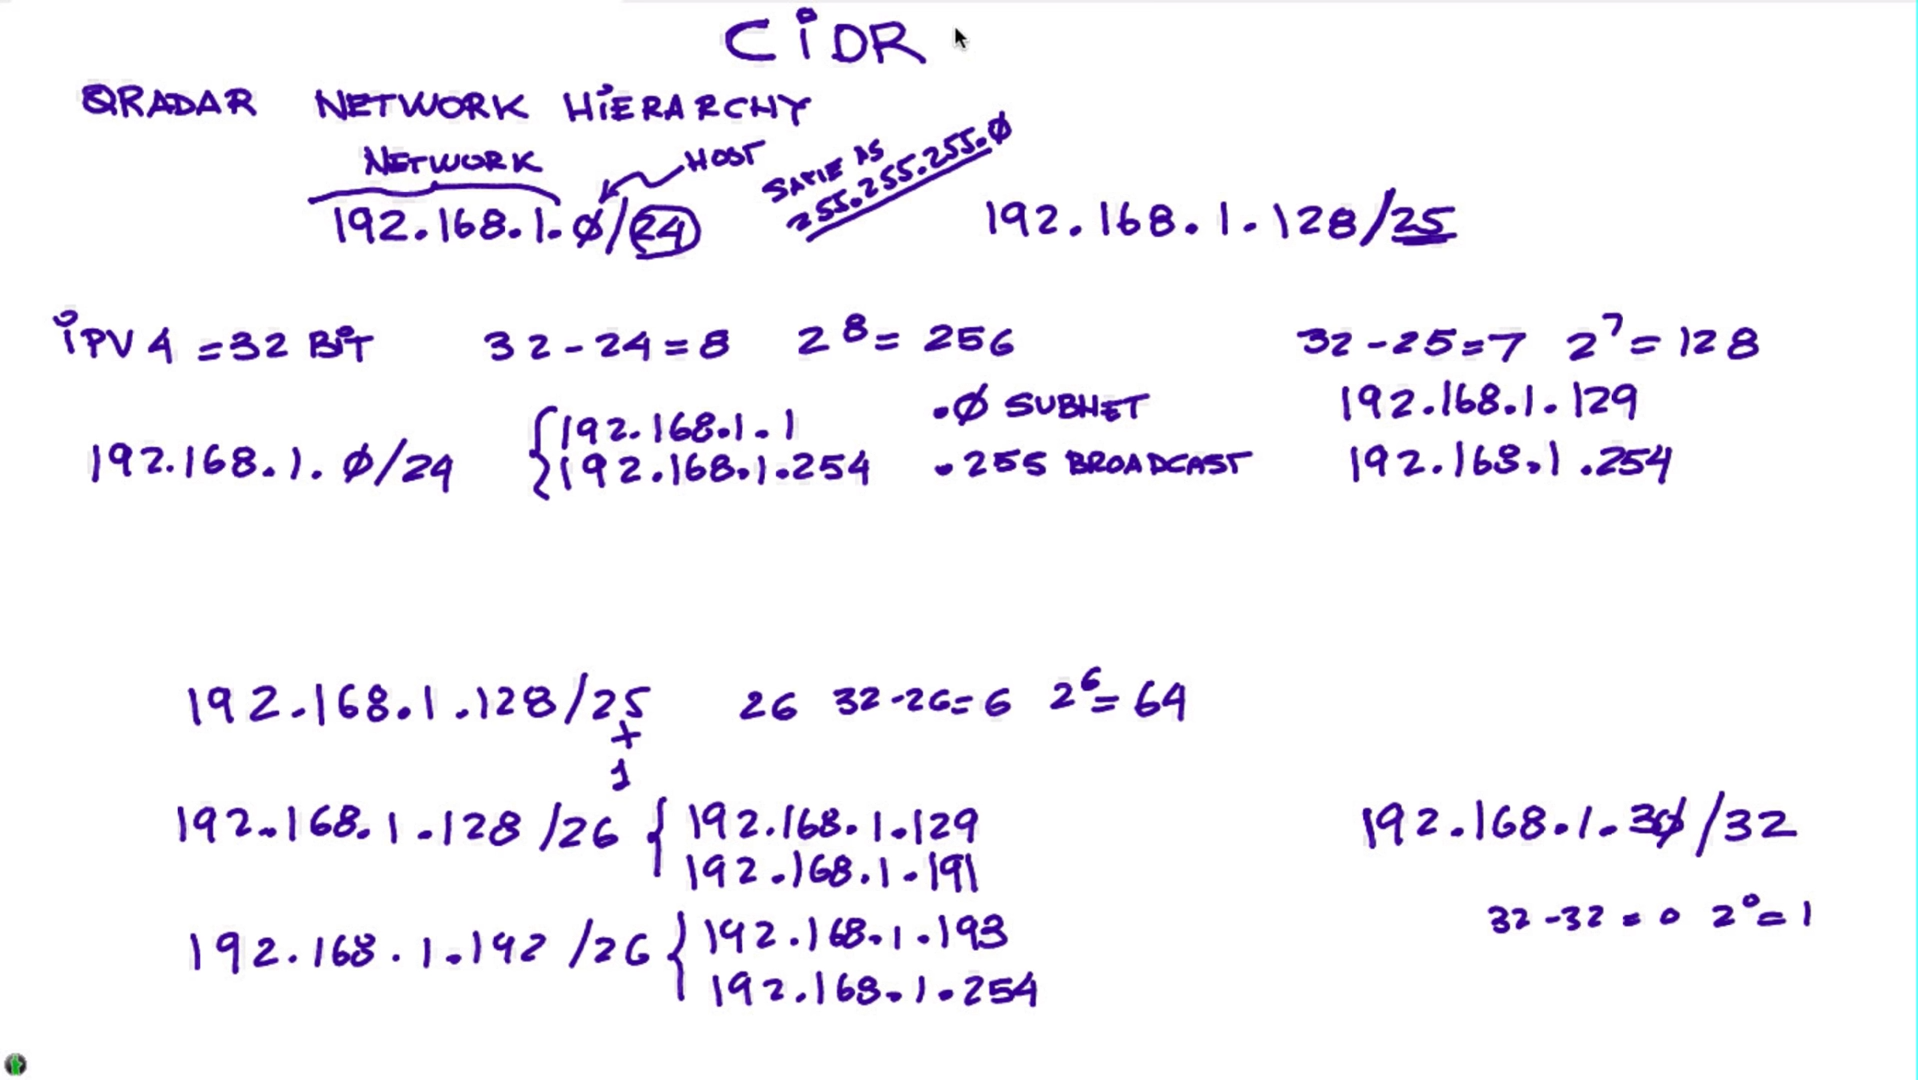 CiDR
QRADAR NETWORK HiERARCHY
NETWORK
HOST
SAME AS
255.255.255.Ø
192.168.1.Ø/24
192.168.1.128/25
iPV4 = 32 BiT
32-24=8 2^8= 256
32-25=7 2^7= 128
192.168.1.Ø/24
192.168.1.1
192.168.1.254
.Ø SUBNET
.255 BROADCAST
192.168.1.129
192.168.1.254
192.168.1.128/25
+
1
26 32-26=6 2^6= 64
192.168.1.128/26
192.168.1.129
192.168.1.191
192.168.1.192/26
192.168.1.193
192.168.1.254
192.168.1.3Ø/32
32-32=0 2^0=1